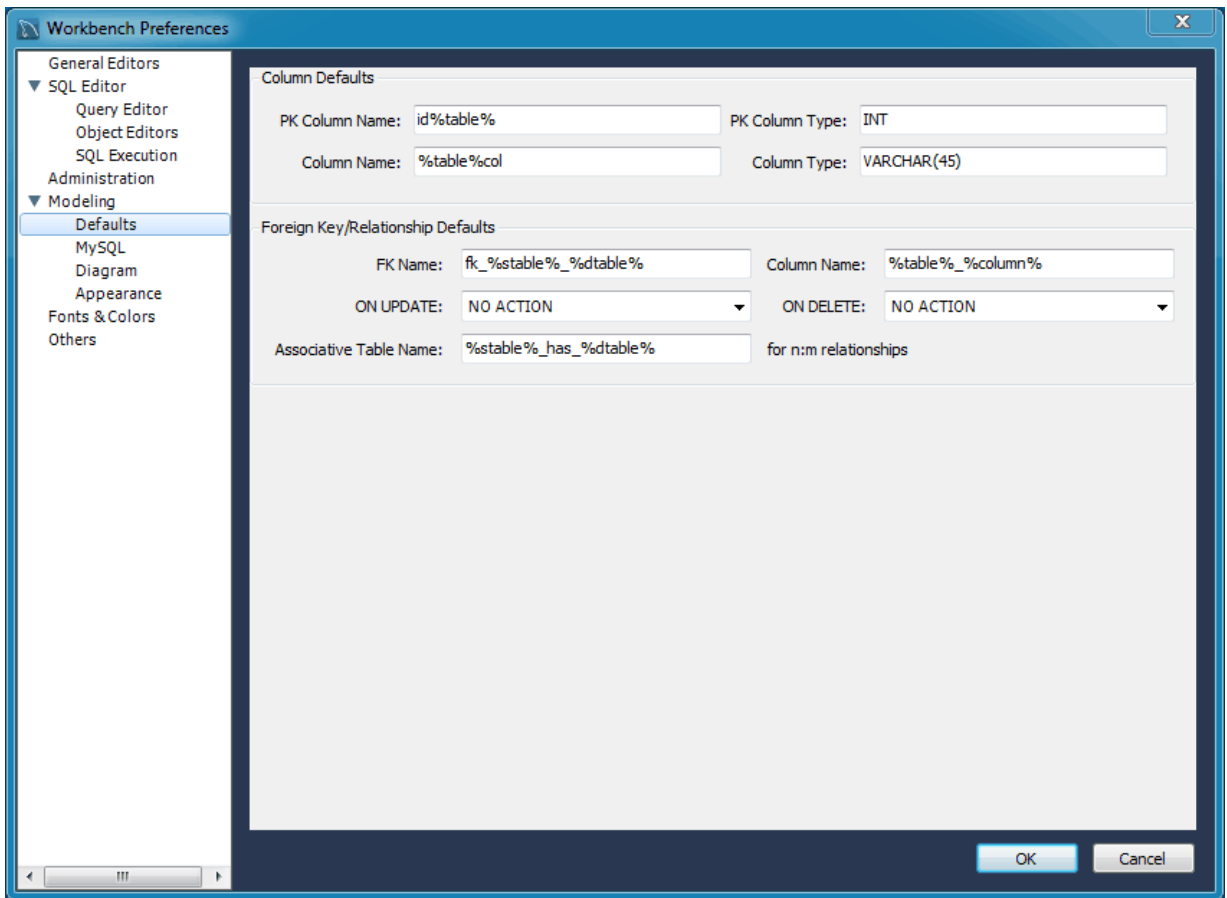 Workbench Preferences
General Editors
SQL Editor
Query Editor
Object Editors
SQL Execution
Administration
Modeling
Defaults
MySQL
Diagram
Appearance
Fonts & Colors
Others
Column Defaults
PK Column Name: id%table% PK Column Type: INT
Column Name: %table%col Column Type: VARCHAR(45)
Foreign Key/Relationship Defaults
FK Name: fk_%stable%_%dtable% Column Name: %table%_%column%
ON UPDATE: NO ACTION ON DELETE: NO ACTION
Associative Table Name: %stable%_has_%dtable% for n:m relationships
OK Cancel